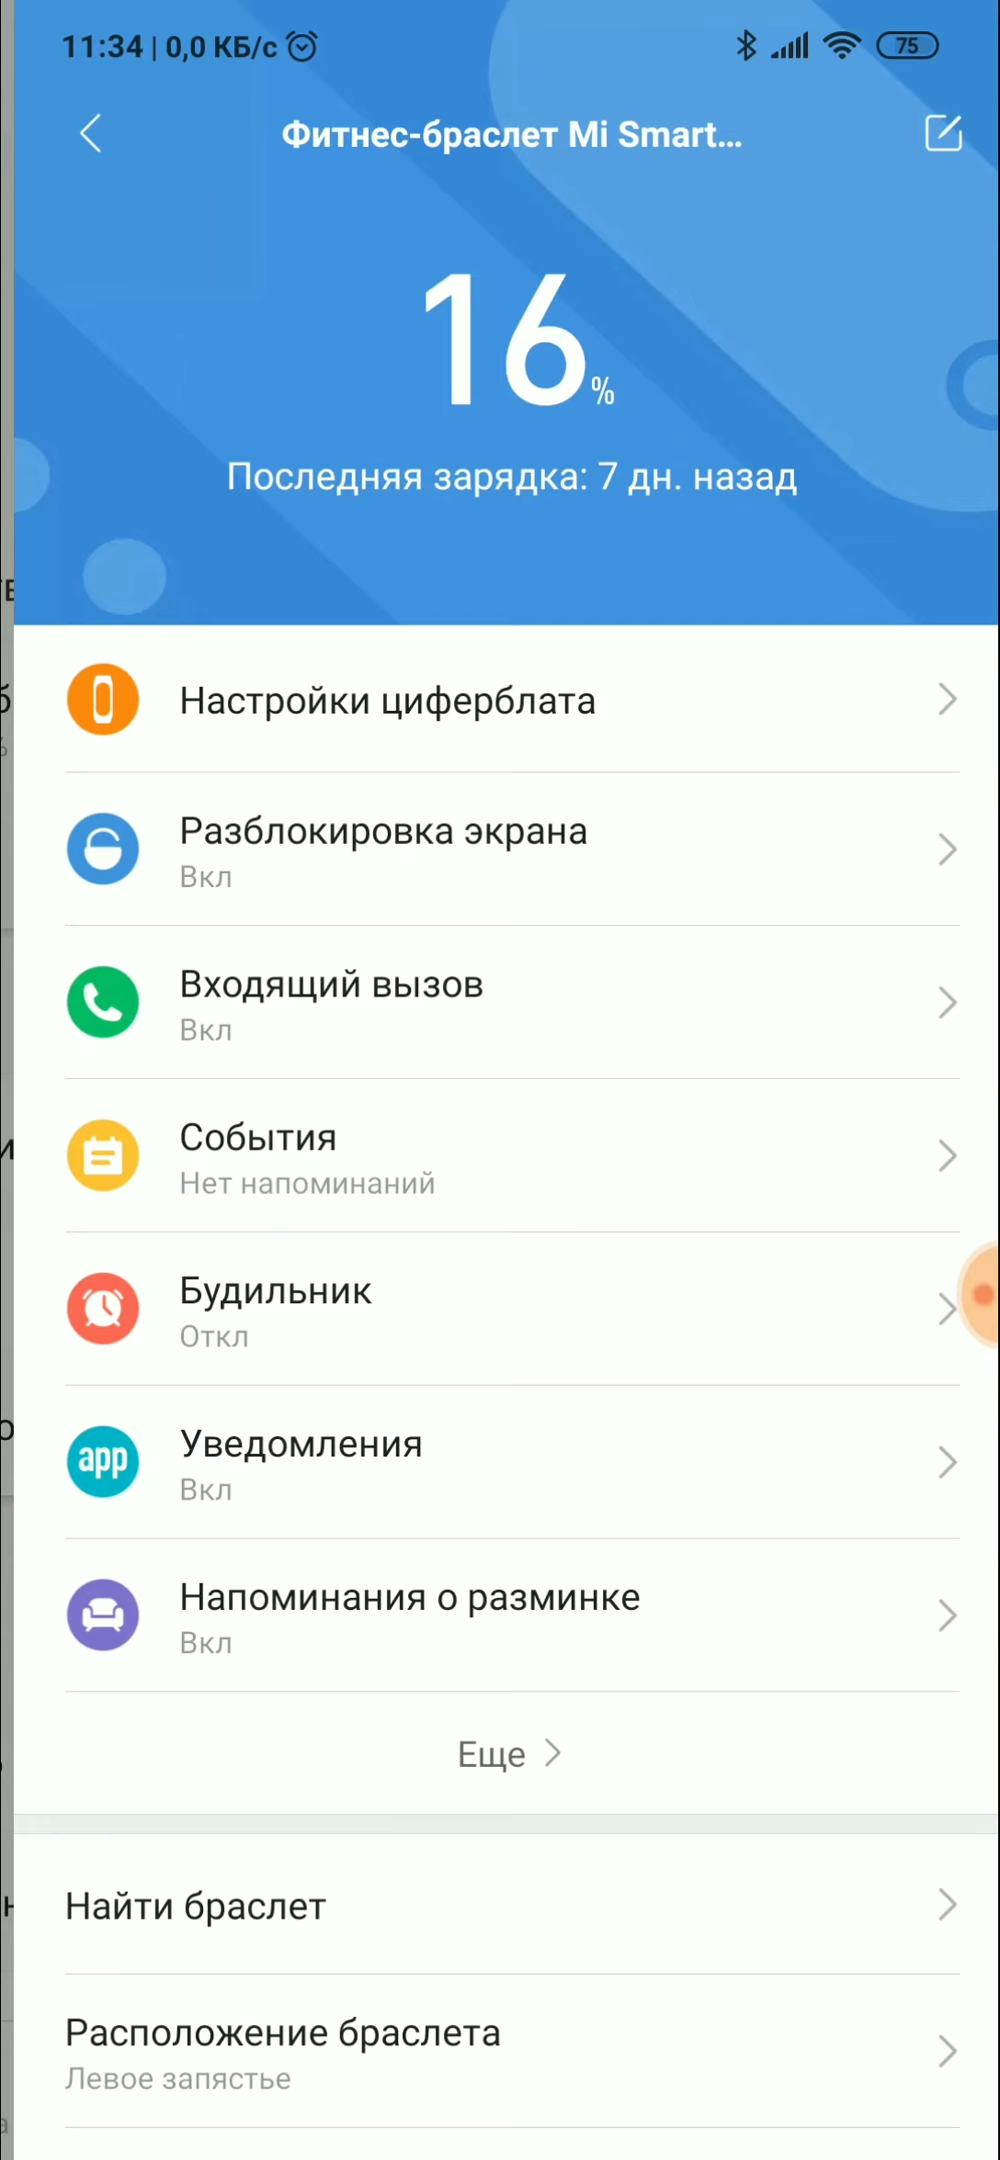 11:34 | 0,0 КБ/с
75
Фитнес-браслет Mi Smart...
16%
Последняя зарядка: 7 дн. назад
Настройки циферблата
Разблокировка экрана
Вкл
Входящий вызов
Вкл
События
Нет напоминаний
Будильник
Откл
app
Уведомления
Вкл
Напоминания о разминке
Вкл
Еще
Найти браслет
Расположение браслета
Левое запястье